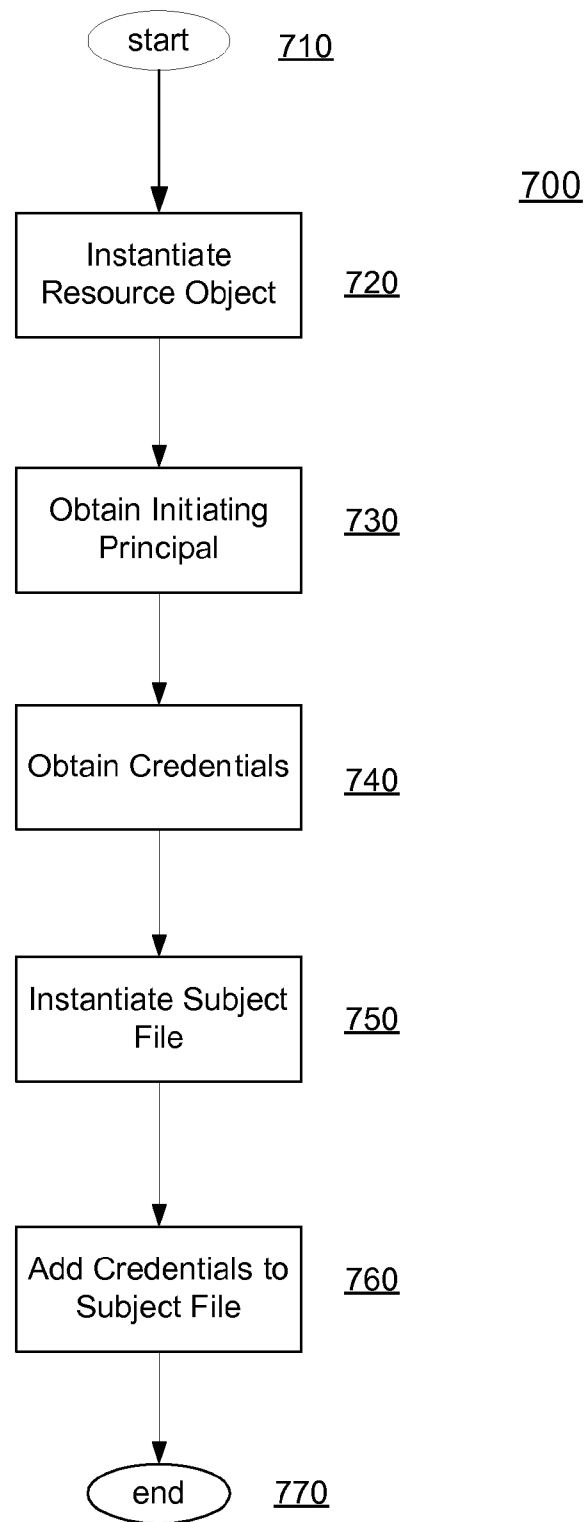 start
710
700
Instantiate
Resource Object
720
Obtain Initiating
Principal
730
Obtain Credentials
740
Instantiate Subject
File
750
Add Credentials to
Subject File
760
end
770